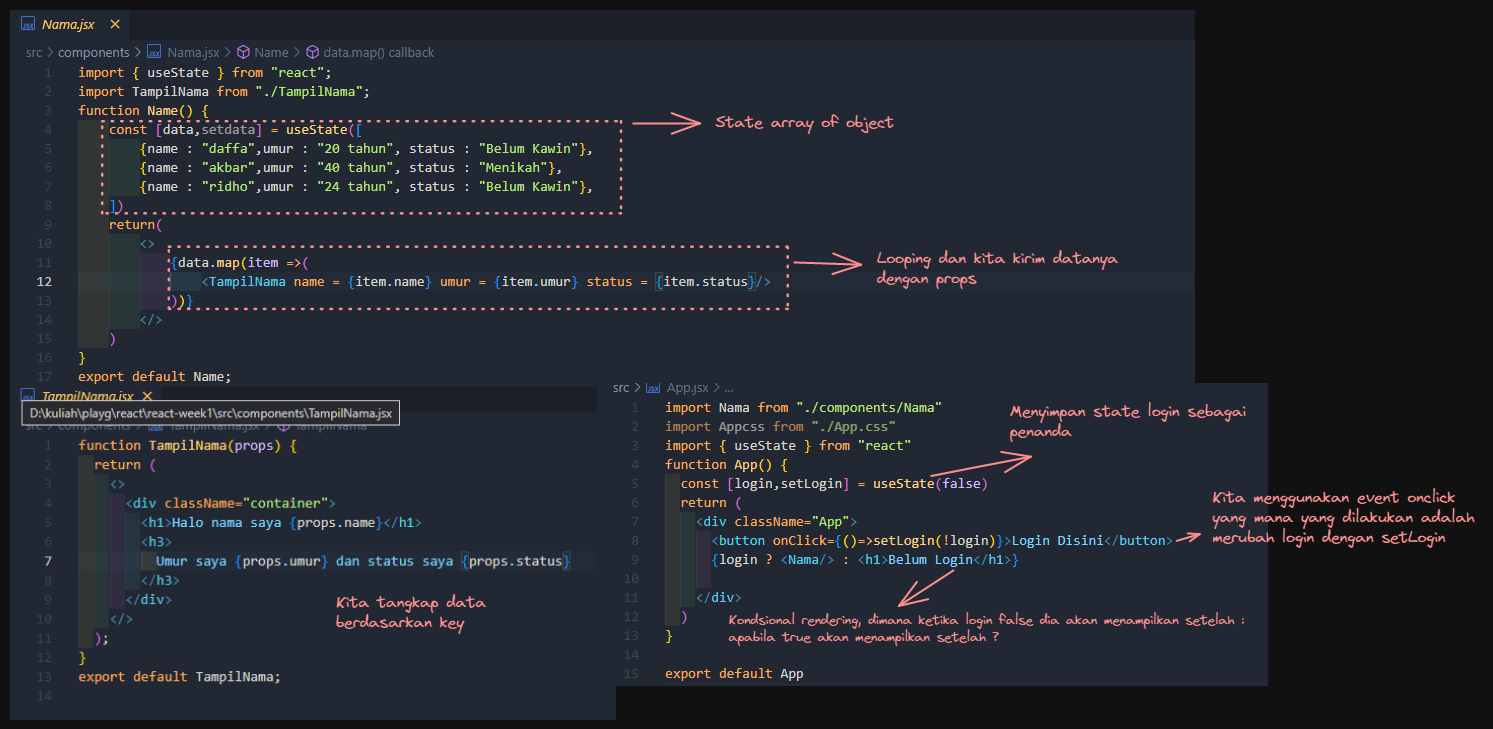 Nama.jsx
src > components > Nama.jsx > Name > data.map() callback
1 import { useState } from "react";
2 import TampilNama from "./TampilNama";
3 function Name() {
4 const [data,setdata] = useState([
5 {name : "daffa",umur : "20 tahun", status : "Belum Kawin"},
6 {name : "akbar",umur : "40 tahun", status : "Menikah"},
7 {name : "ridho",umur : "24 tahun", status : "Belum Kawin"},
8 ])
9 return(
10 <>
11 {data.map(item =>(
12 <TampilNama name = {item.name} umur = {item.umur} status = {item.status}/>
13 ))}
14 </>
15 )
16 }
17 export default Name;
State array of object
Looping dan kita kirim datanya
dengan props
TampilNama.jsx
D:\kuliah\playg\react\react-week1\src\components\TampilNama.jsx
src > components > TampilNama.jsx > TampilNama
1 function TampilNama(props) {
2 return (
3 <>
4 <div className="container">
5 <h1>Halo nama saya {props.name}</h1>
6 <h3>
7 Umur saya {props.umur} dan status saya {props.status}
8 </h3>
9 </div>
10 </>
11 );
12 }
13 export default TampilNama;
14
Kita tangkap data
berdasarkan key
src > App.jsx > ...
1 import Nama from "./components/Nama"
2 import Appcss from "./App.css"
3 import { useState } from "react"
4 function App() {
5 const [login,setLogin] = useState(false)
6 return (
7 <div className="App">
8 <button onClick={()=>setLogin(!login)}>Login Disini</button>
9 {login ? <Nama/> : <h1>Belum Login</h1>}
10
11 </div>
12 )
13 }
14
15 export default App
Menyimpan state login sebagai
penanda
Kita menggunakan event onclick
yang mana yang dilakukan adalah
merubah login dengan setLogin
Kondsional rendering, dimana ketika login false dia akan menampilkan setelah :
apabila true akan menampilkan setelah ?